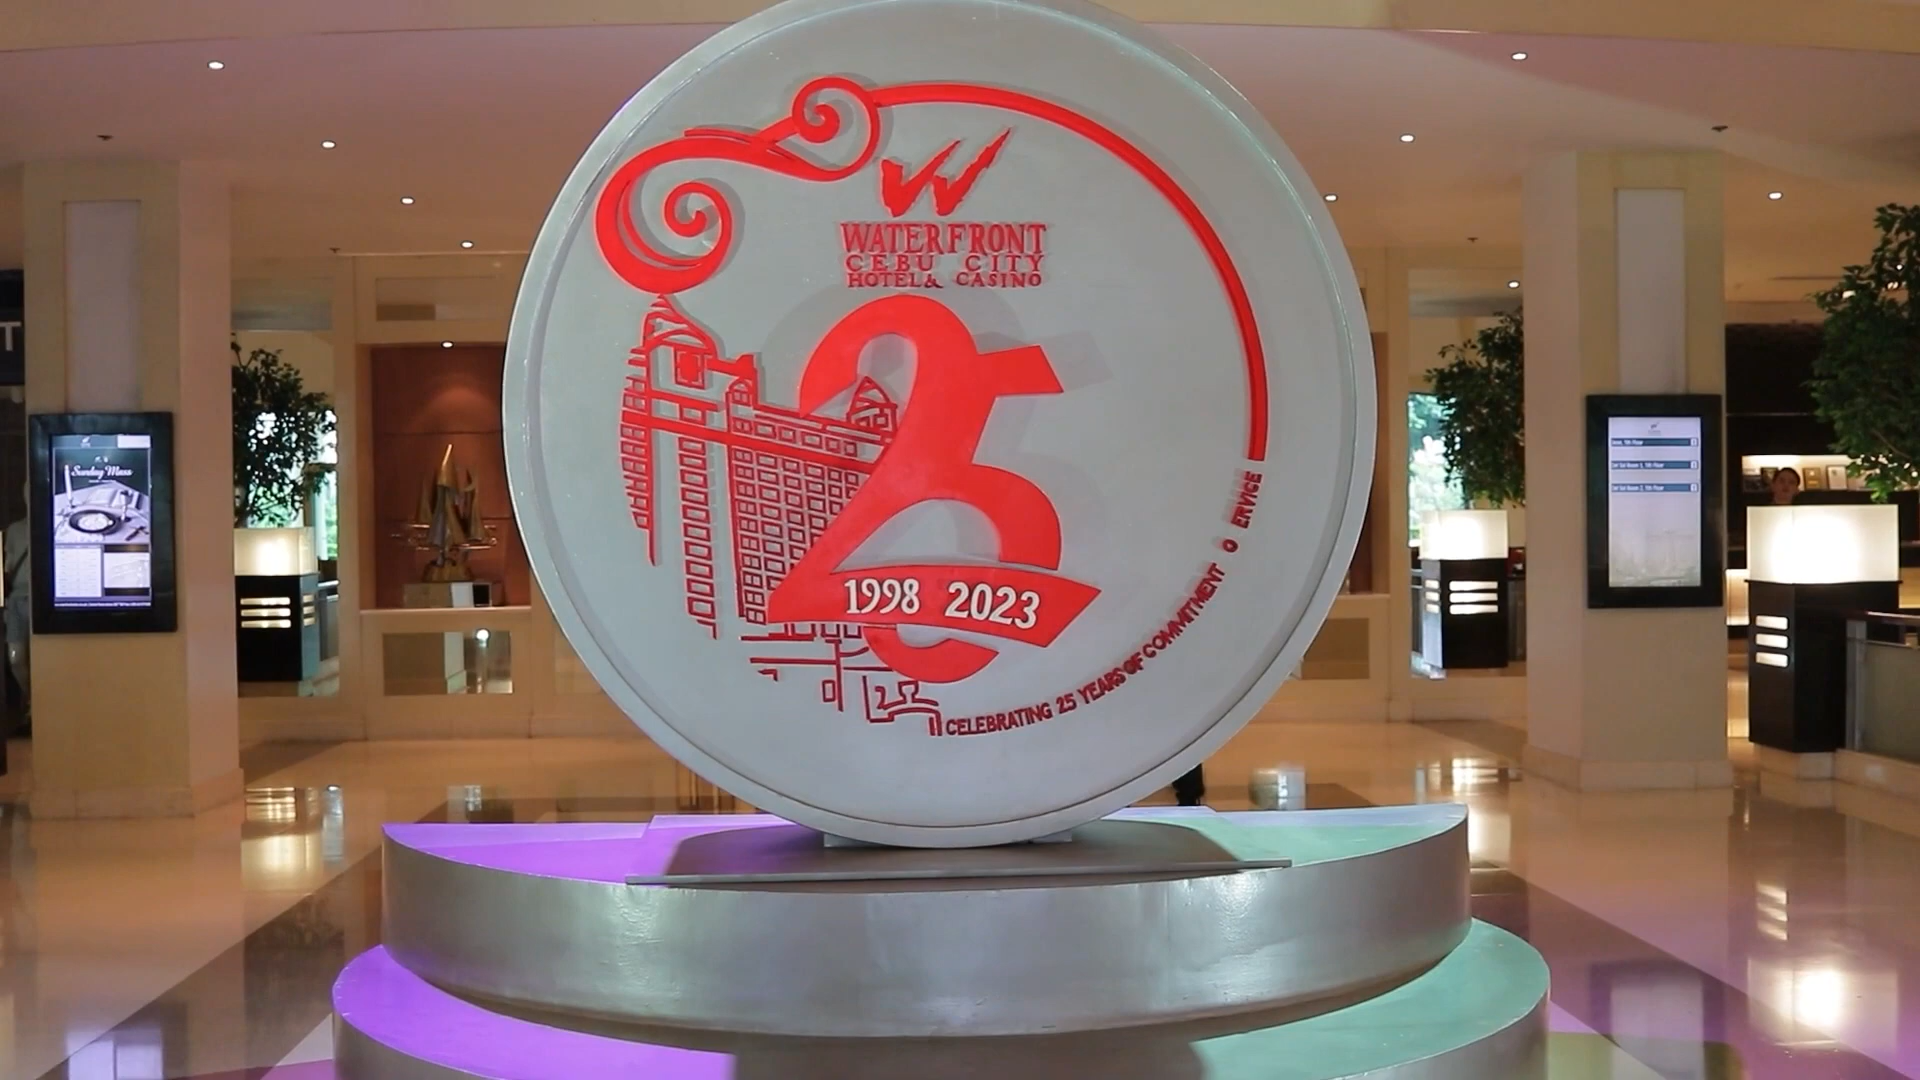 WATERFRONT
CEBU CITY
HOTEL & CASINO
25
1998 2023
CELEBRATING 25 YEARS OF COMMITMENT O ERVICE
Sunday Mass
T